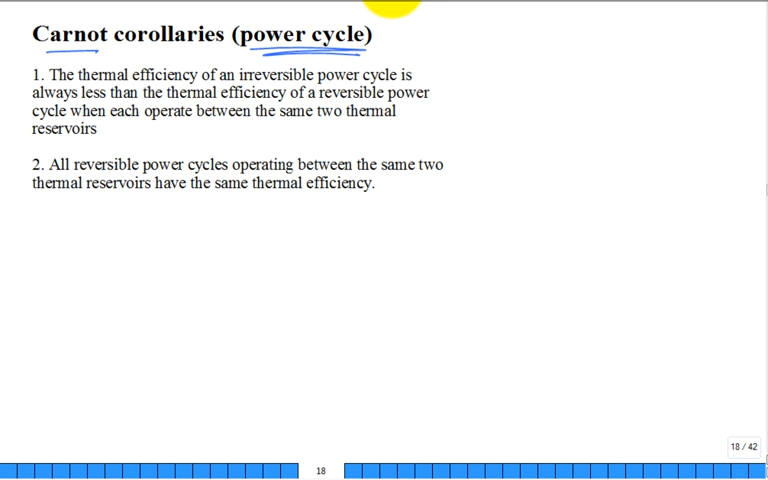 Carnot corollaries (power cycle)
1. The thermal efficiency of an irreversible power cycle is
always less than the thermal efficiency of a reversible power
cycle when each operate between the same two thermal
reservoirs
2. All reversible power cycles operating between the same two
thermal reservoirs have the same thermal efficiency.
18 / 42
18